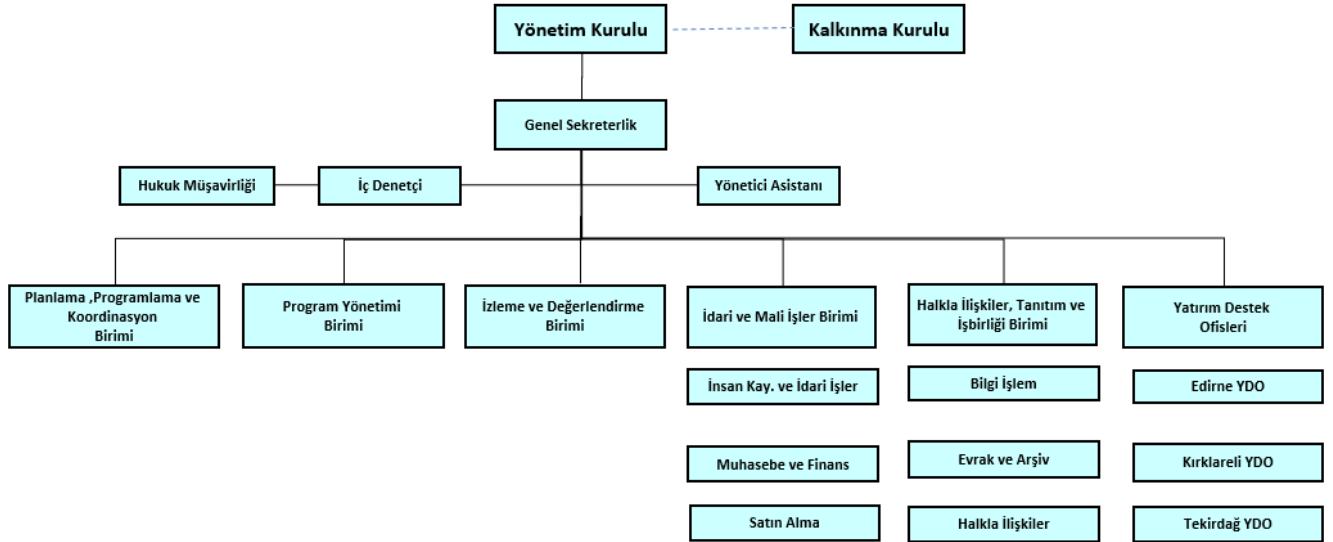 Yönetim Kurulu
Kalkınma Kurulu
Genel Sekreterlik
Hukuk Müşavirliği
İç Denetçi
Yönetici Asistanı
Planlama ,Programlama ve
Koordinasyon
Birimi
Program Yönetimi
Birimi
İzleme ve Değerlendirme
Birimi
İdari ve Mali İşler Birimi
Halkla İlişkiler, Tanıtım ve
İşbirliği Birimi
Yatırım Destek
Ofisleri
İnsan Kay. ve İdari İşler
Bilgi İşlem
Edirne YDO
Muhasebe ve Finans
Evrak ve Arşiv
Kırklareli YDO
Satın Alma
Halkla İlişkiler
Tekirdağ YDO